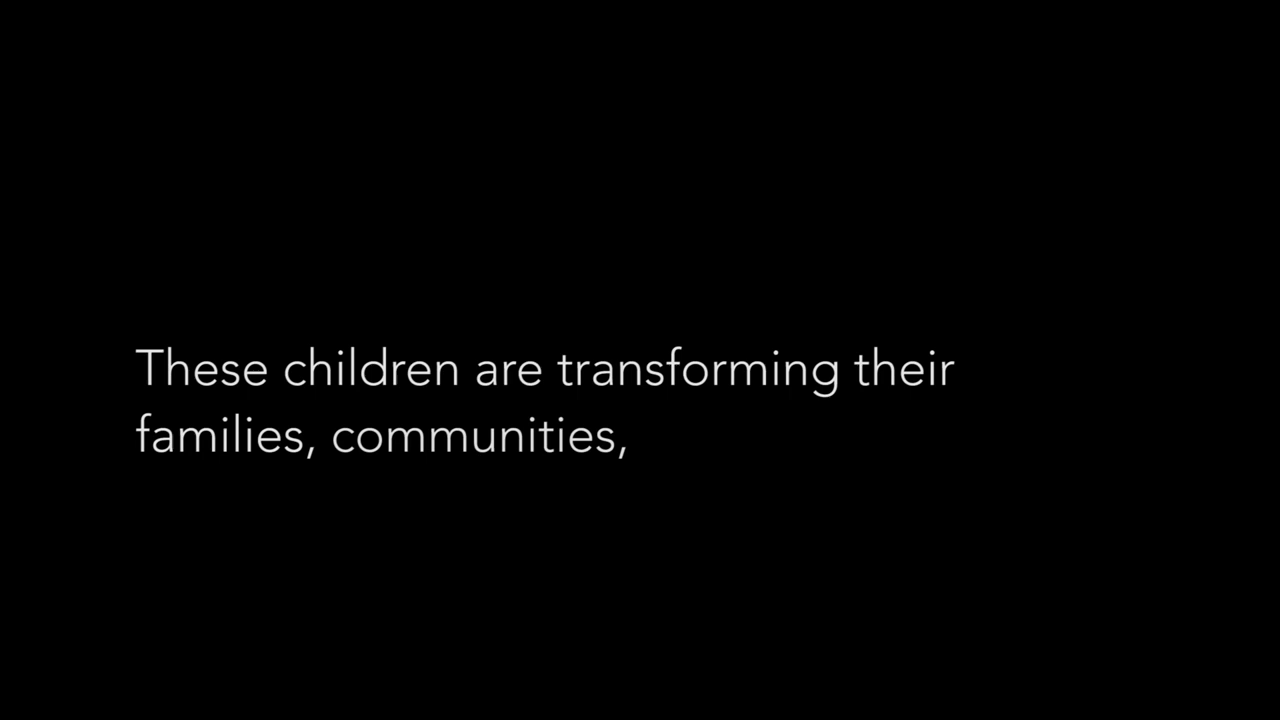 These children are transforming their
families, communities,